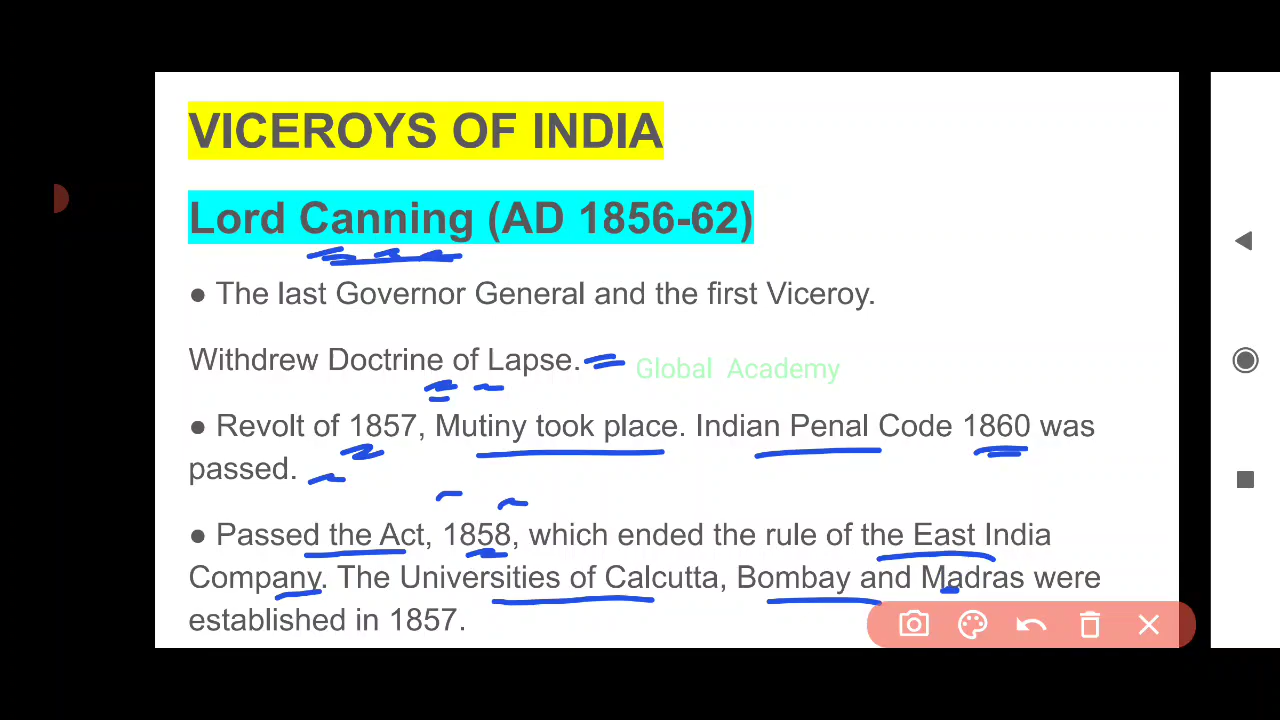 VICEROYS OF INDIA
Lord Canning (AD 1856-62)
● The last Governor General and the first Viceroy.
Withdrew Doctrine of Lapse.
Global Academy
● Revolt of 1857, Mutiny took place. Indian Penal Code 1860 was
passed.
● Passed the Act, 1858, which ended the rule of the East India
Company. The Universities of Calcutta, Bombay and Madras were
established in 1857.